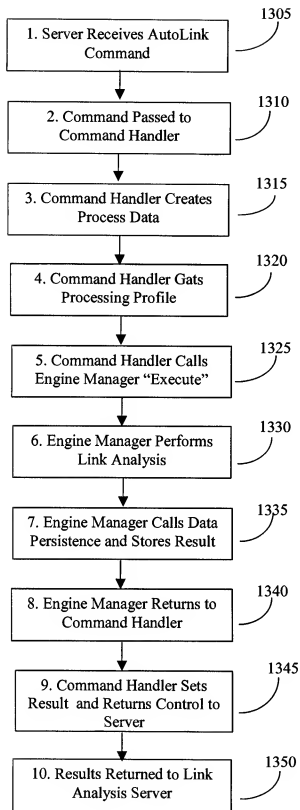 1305
1. Server Receives AutoLink
Command
1310
2. Command Passed to
Command Handler
1315
3. Command Handler Creates
Process Data
1320
4. Command Handler Gats
Processing Profile
1325
5. Command Handler Calls
Engine Manager “Execute”
1330
6. Engine Manager Performs
Link Analysis
1335
7. Engine Manager Calls Data
Persistence and Stores Result
1340
8. Engine Manager Returns to
Command Handler
1345
9. Command Handler Sets
Result and Returns Control to
Server
1350
10. Results Returned to Link
Analysis Server